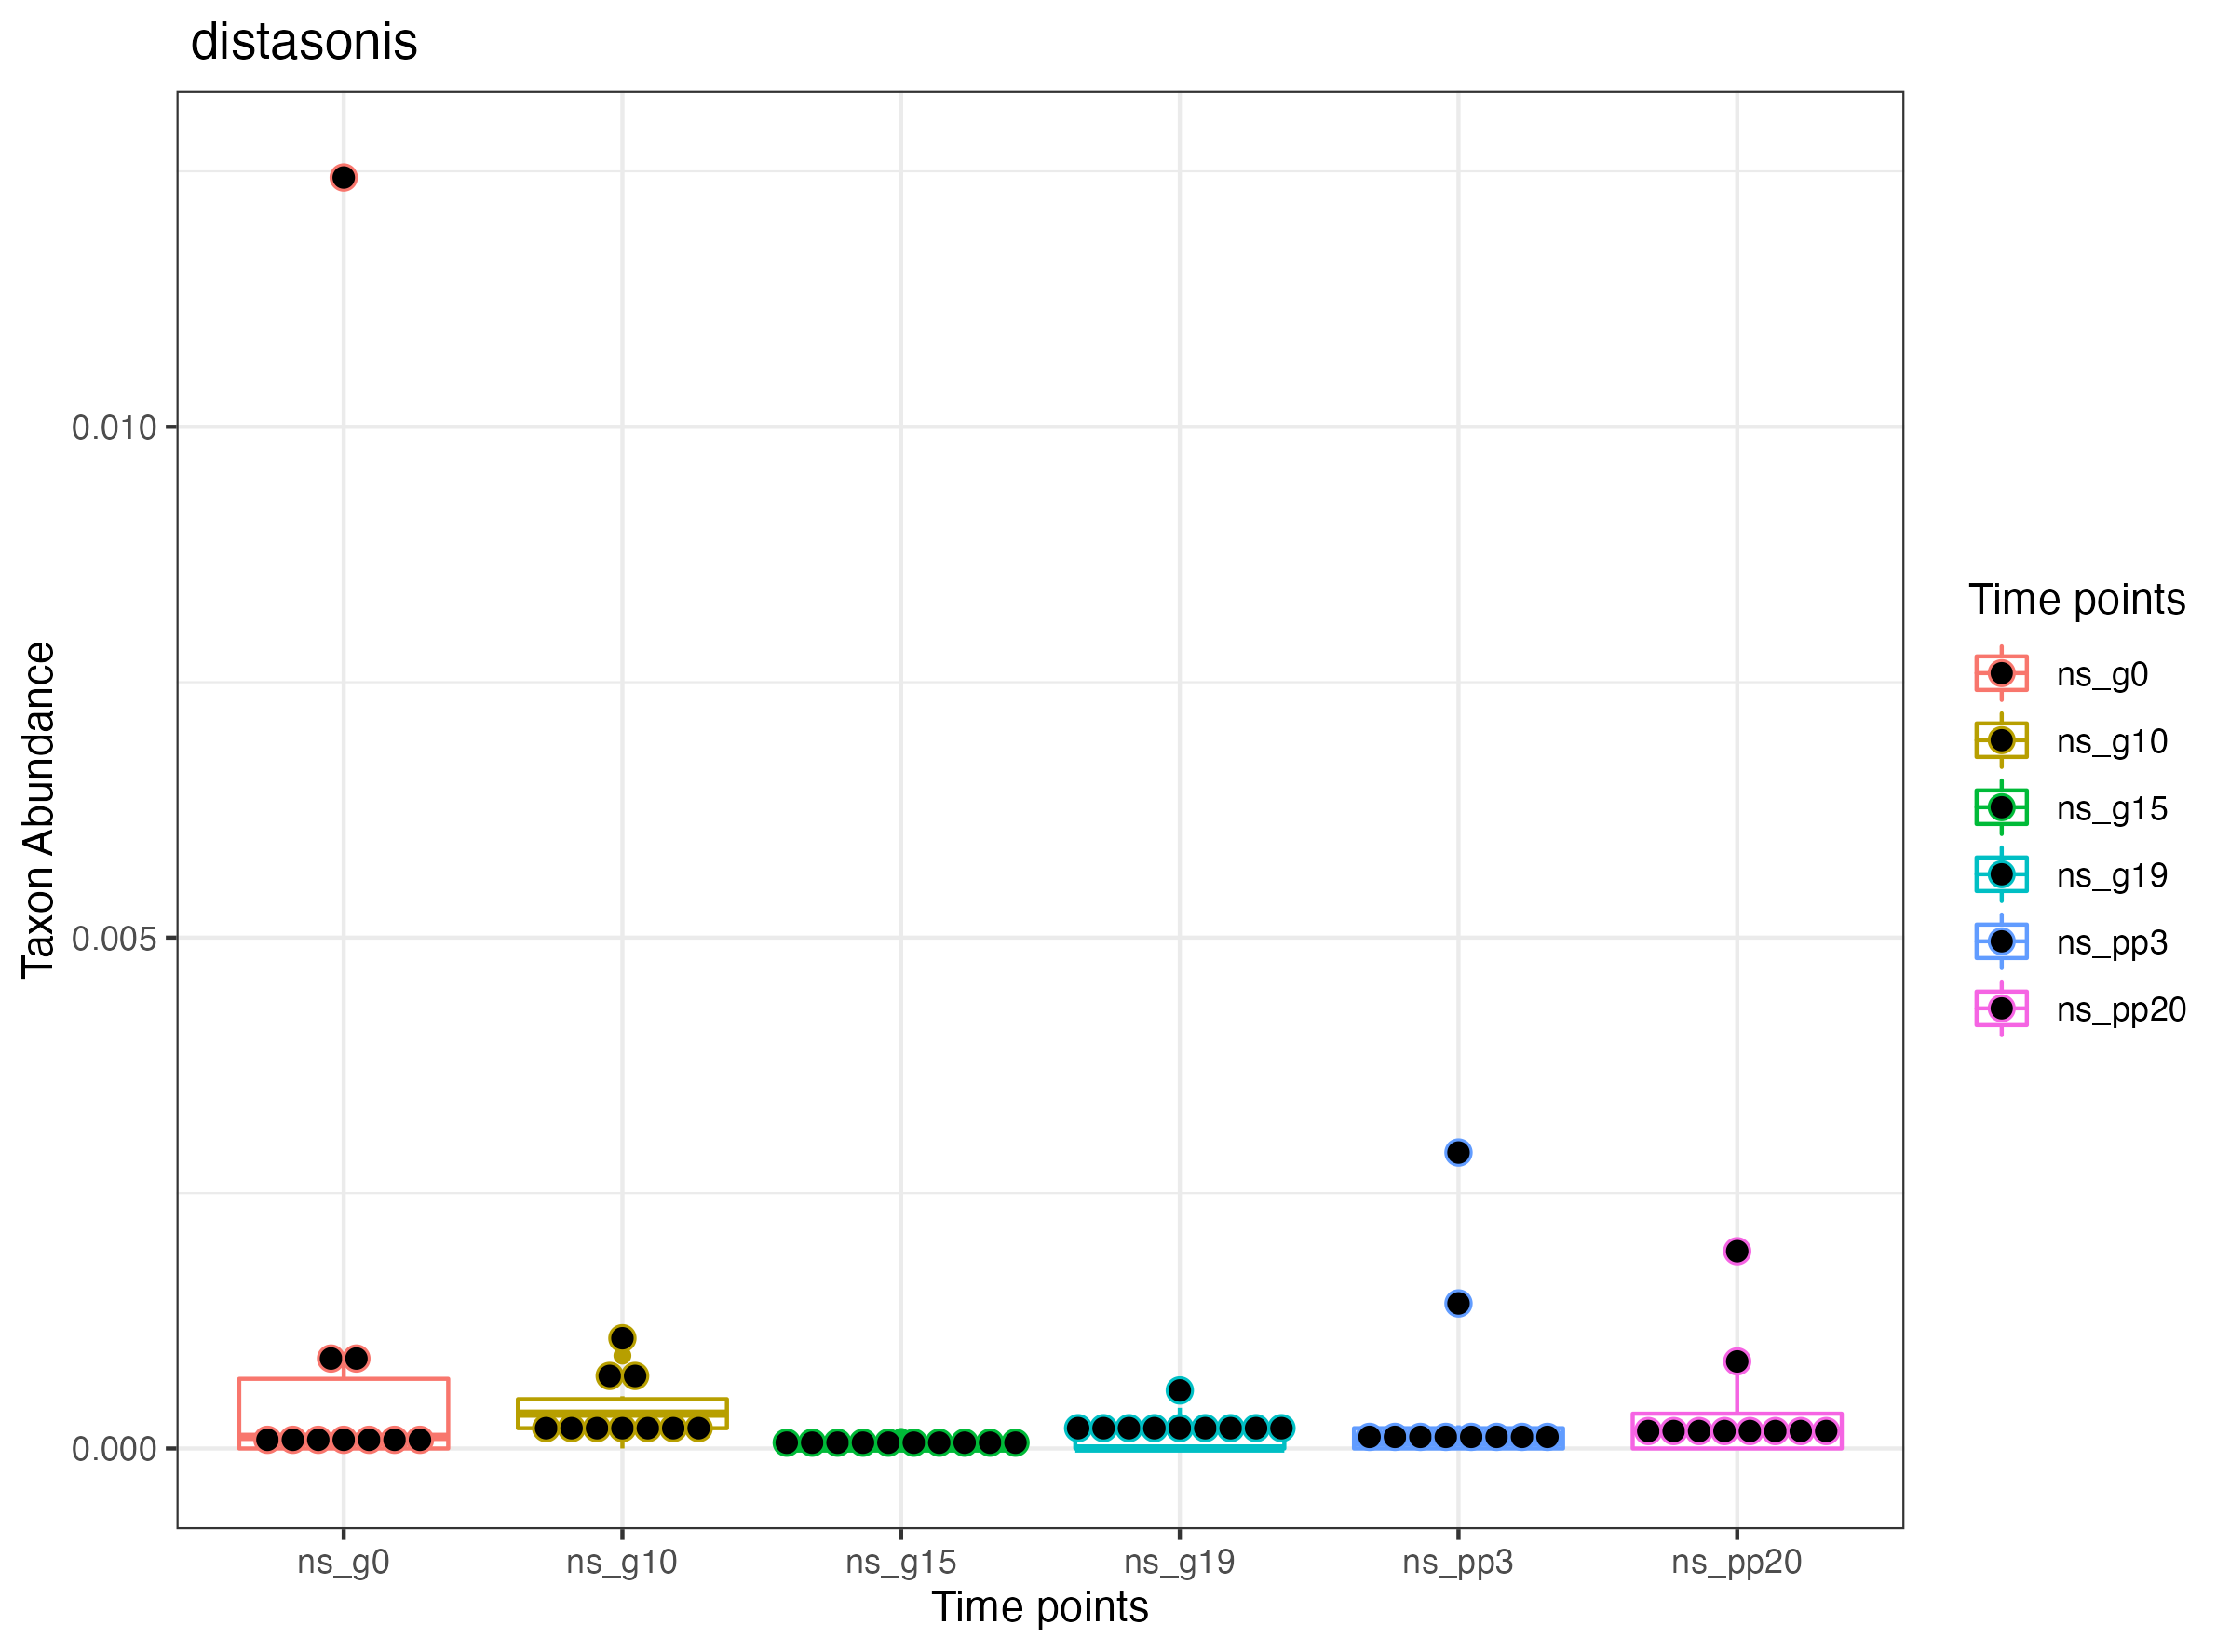 distasonis
Taxon Abundance
0.010
0.005
0.000
ns_g0
ns_g10
ns_g15
ns_g19
ns_pp3
ns_pp20
Time points
Time points
ns_g0
ns_g10
ns_g15
ns_g19
ns_pp3
ns_pp20